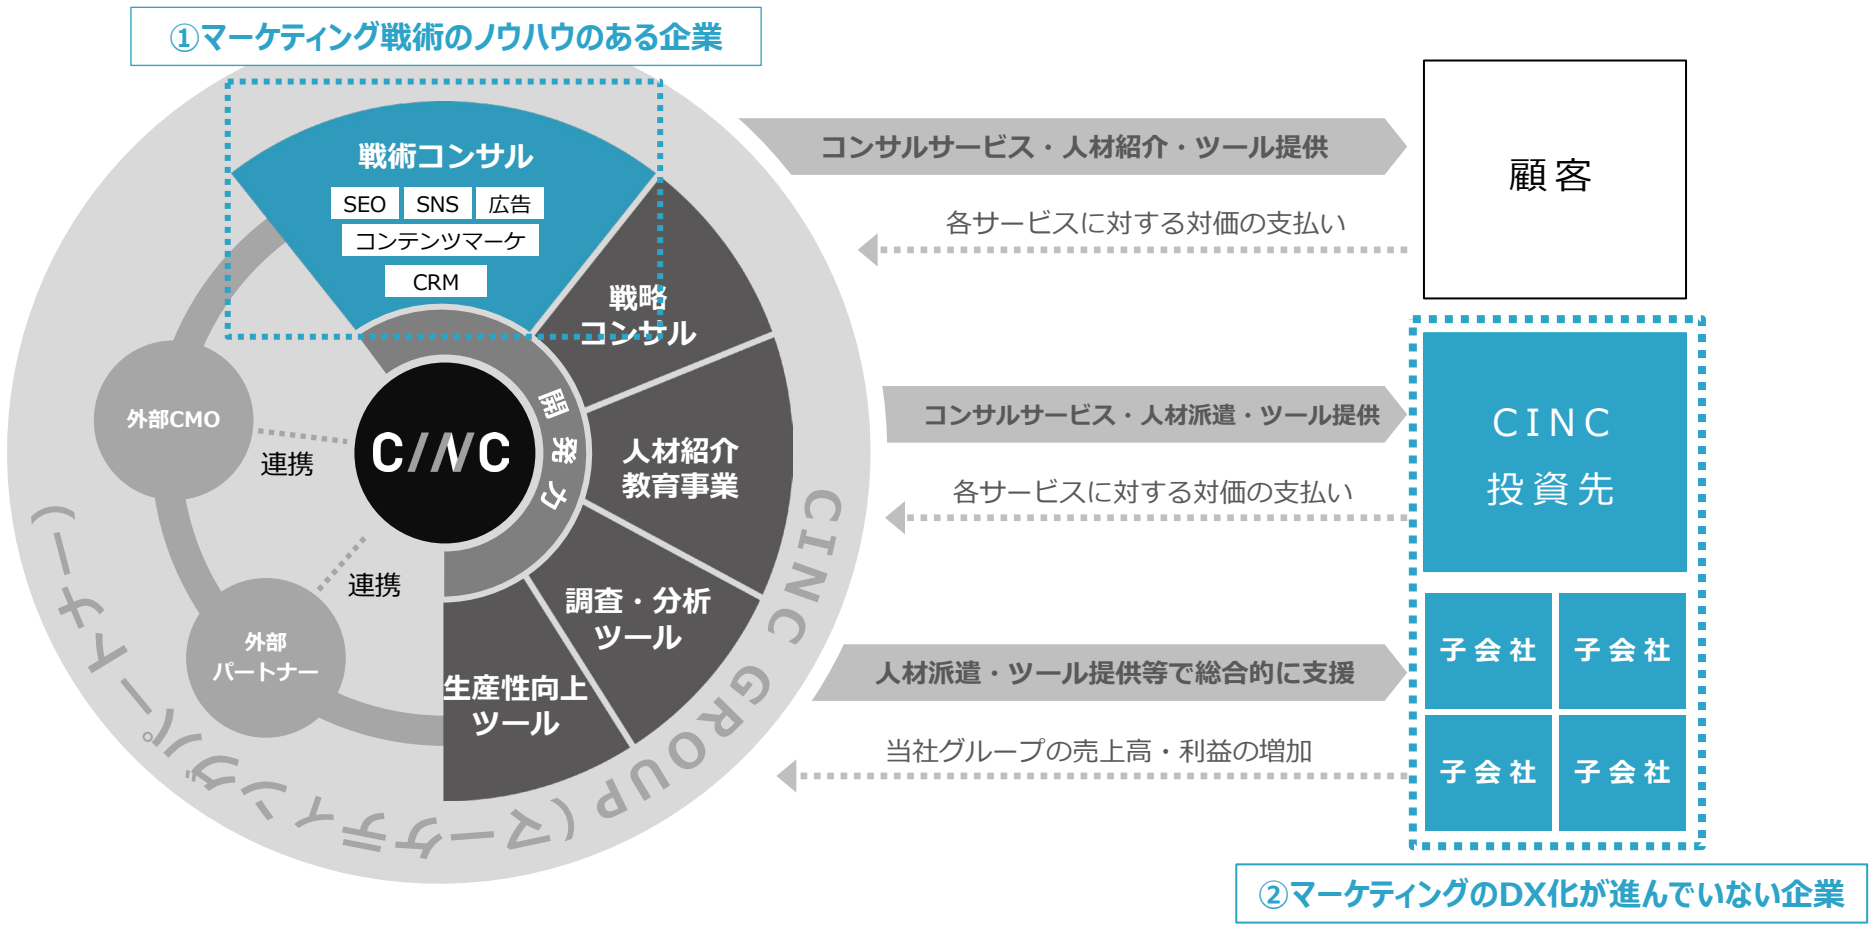 ①マーケティング戦術のノウハウのある企業
戦術コンサル
SEO
SNS
広告
コンテンツマーケ
CRM
戦略
コンサル
人材紹介
教育事業
調査・分析
ツール
生産性向上
ツール
開発力
CINC
外部CMO
連携
外部
パートナー
連携
CINC GROUP(マーケティングパートナー)
コンサルサービス・人材紹介・ツール提供
各サービスに対する対価の支払い
顧客
コンサルサービス・人材派遣・ツール提供
各サービスに対する対価の支払い
CINC
投資先
人材派遣・ツール提供等で総合的に支援
当社グループの売上高・利益の増加
子会社
子会社
子会社
子会社
②マーケティングのDX化が進んでいない企業